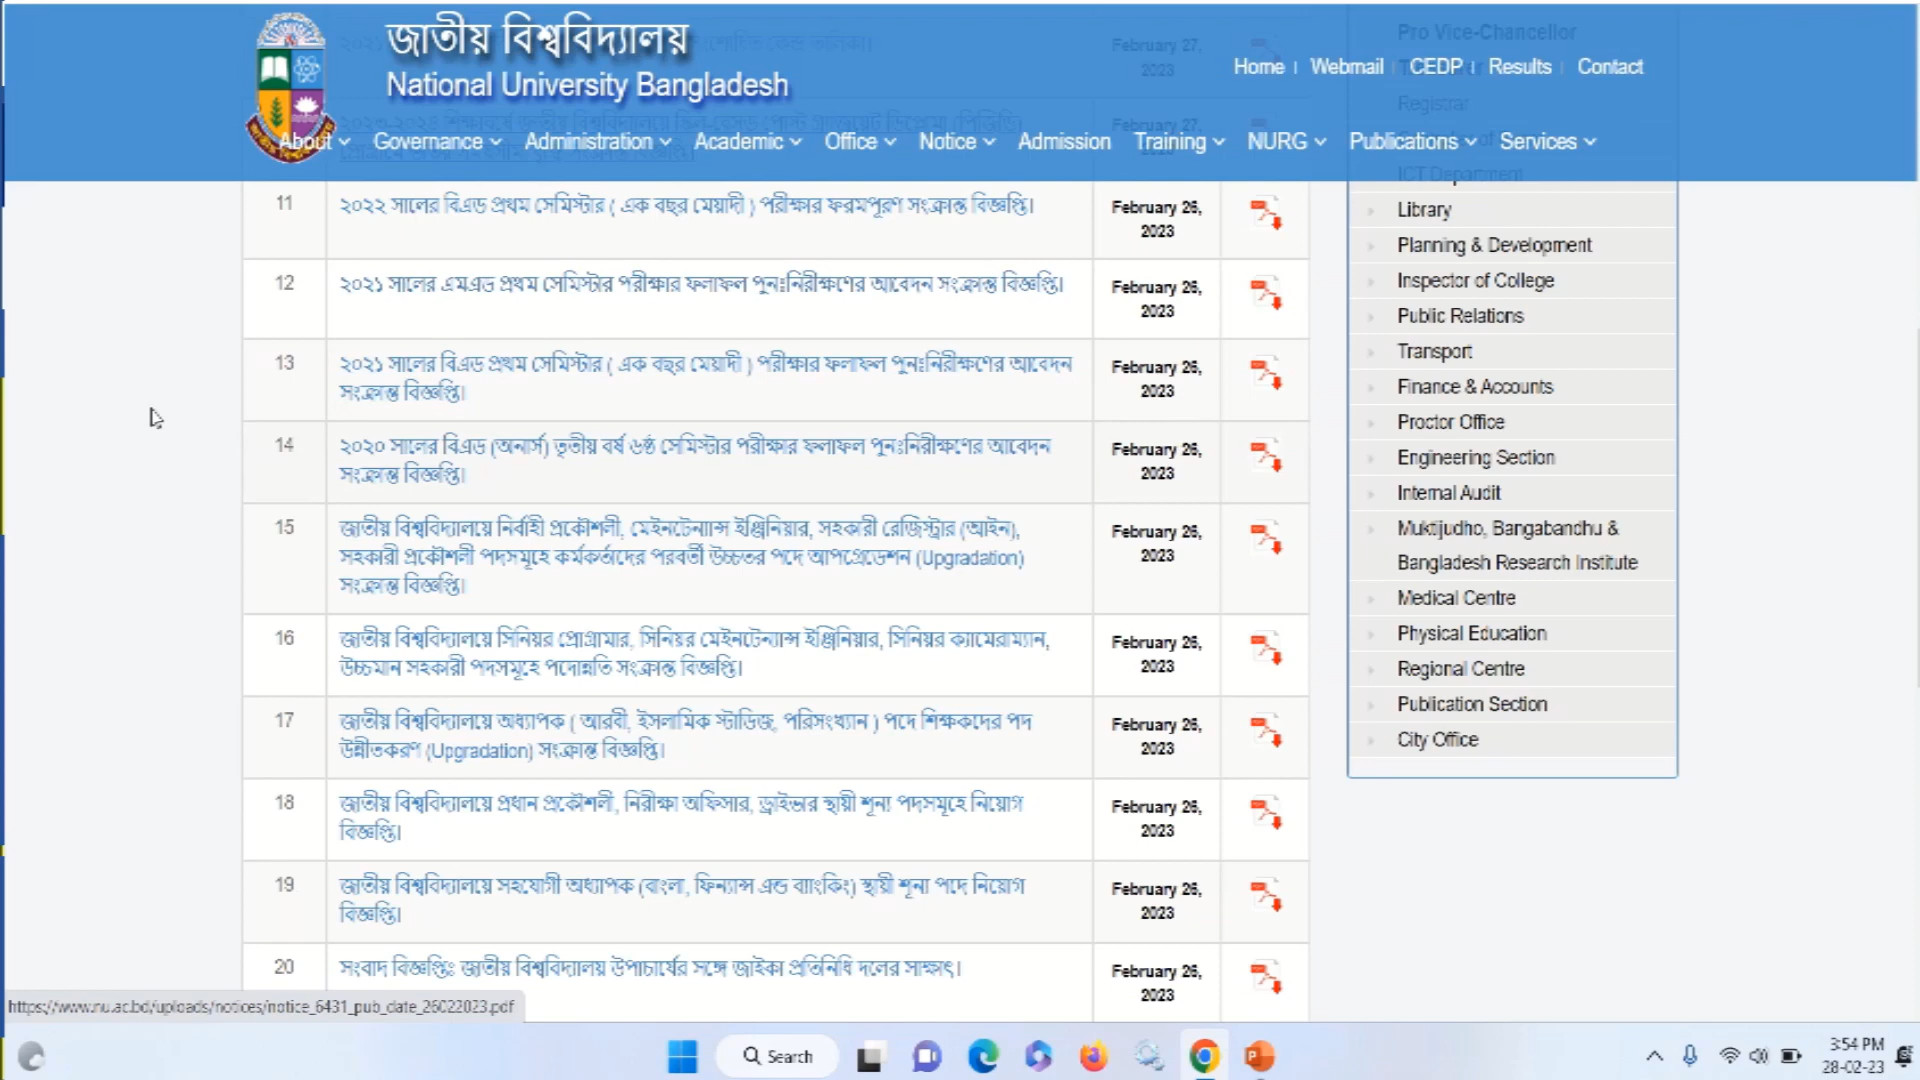 জাতীয় বিশ্ববিদ্যালয়
National University Bangladesh
Home
Webmail
CEDP
Results
Contact
About
Governance
Administration
Academic
Office
Notice
Admission
Training
NURG
Publications
Services
February 27,
2023
Pro Vice-Chancellor
Registrar
February 27,
ICT Department
11
২০২২ সালের বিএড প্রথম সেমিস্টার ( এক বছর মেয়াদী ) পরীক্ষার ফরমপূরণ সংক্রান্ত বিজ্ঞপ্তি।
February 26,
2023
12
২০২১ সালের এমএড প্রথম সেমিস্টার পরীক্ষার ফলাফল পুনঃনিরীক্ষণের আবেদন সংক্রান্ত বিজ্ঞপ্তি।
February 26,
2023
13
২০২১ সালের বিএড প্রথম সেমিস্টার ( এক বছর মেয়াদী ) পরীক্ষার ফলাফল পুনঃনিরীক্ষণের আবেদন
সংক্রান্ত বিজ্ঞপ্তি।
February 26,
2023
14
২০২০ সালের বিএড (অনার্স) তৃতীয় বর্ষ ৬ষ্ঠ সেমিস্টার পরীক্ষার ফলাফল পুনঃনিরীক্ষণের আবেদন
সংক্রান্ত বিজ্ঞপ্তি।
February 26,
2023
15
জাতীয় বিশ্ববিদ্যালয়ে নির্বাহী প্রকৌশলী, মেইনটেন্যান্স ইঞ্জিনিয়ার, সহকারী রেজিস্ট্রার (আইন),
সহকারী প্রকৌশলী পদসমূহে কর্মকর্তাদের পরবর্তী উচ্চতর পদে আপগ্রেডেশন (Upgradation)
সংক্রান্ত বিজ্ঞপ্তি।
February 26,
2023
16
জাতীয় বিশ্ববিদ্যালয়ে সিনিয়র প্রোগ্রামার, সিনিয়র মেইনটেন্যান্স ইঞ্জিনিয়ার, সিনিয়র ক্যামেরাম্যান,
উচ্চমান সহকারী পদসমূহে পদোন্নতি সংক্রান্ত বিজ্ঞপ্তি।
February 26,
2023
17
জাতীয় বিশ্ববিদ্যালয়ে অধ্যাপক ( আরবী, ইসলামিক স্টাডিজ, পরিসংখ্যান ) পদে শিক্ষকদের পদ
উন্নীতকরণ (Upgradation) সংক্রান্ত বিজ্ঞপ্তি।
February 26,
2023
18
জাতীয় বিশ্ববিদ্যালয়ে প্রধান প্রকৌশলী, নিরীক্ষা অফিসার, ড্রাইভার স্থায়ী শূন্য পদসমূহে নিয়োগ
বিজ্ঞপ্তি।
February 26,
2023
19
জাতীয় বিশ্ববিদ্যালয়ে সহযোগী অধ্যাপক (বাংলা, ফিন্যান্স এন্ড ব্যাংকিং) স্থায়ী শূন্য পদে নিয়োগ
বিজ্ঞপ্তি।
February 26,
2023
20
সংবাদ বিজ্ঞপ্তিঃ জাতীয় বিশ্ববিদ্যালয় উপাচার্যের সঙ্গে জাইকা প্রতিনিধি দলের সাক্ষাৎ।
February 26,
2023
Library
Planning & Development
Inspector of College
Public Relations
Transport
Finance & Accounts
Proctor Office
Engineering Section
Internal Audit
Muktijudho, Bangabandhu &
Bangladesh Research Institute
Medical Centre
Physical Education
Regional Centre
Publication Section
City Office
https://www.nu.ac.bd/uploads/notices/notice_6431_pub_date_26022023.pdf
Search
3:54 PM
28-02-23